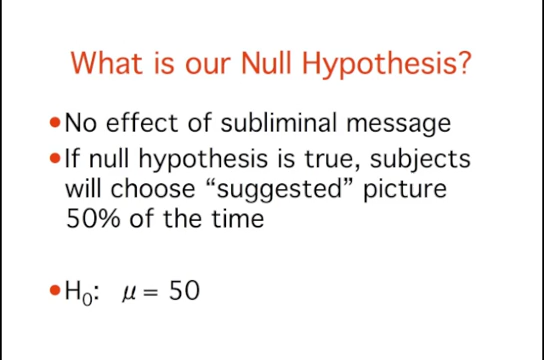 What is our Null Hypothesis?
•No effect of subliminal message
•If null hypothesis is true, subjects
will choose “suggested” picture
50% of the time
•H₀: μ = 50